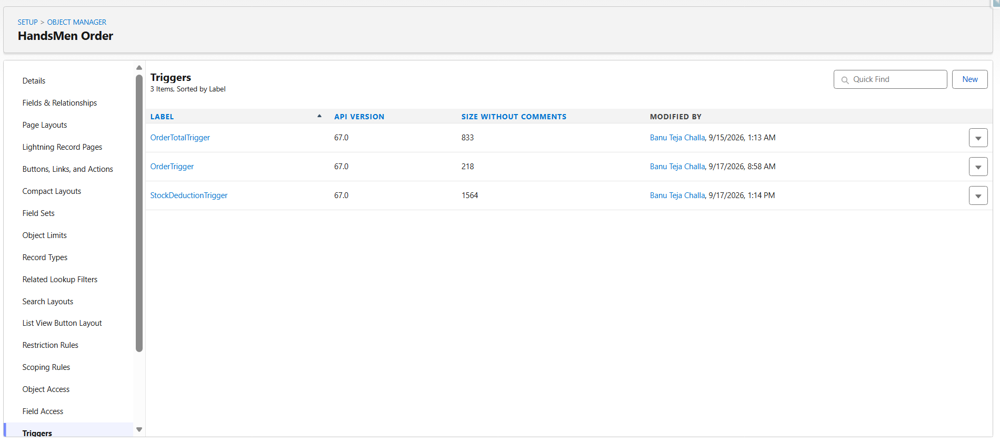 SETUP > OBJECT MANAGER
HandsMen Order
Details
Fields & Relationships
Page Layouts
Lightning Record Pages
Buttons, Links, and Actions
Compact Layouts
Field Sets
Object Limits
Record Types
Related Lookup Filters
Search Layouts
List View Button Layout
Restriction Rules
Scoping Rules
Object Access
Field Access
Triggers
Triggers
3 Items, Sorted by Label
Quick Find
New
LABEL API VERSION SIZE WITHOUT COMMENTS MODIFIED BY
OrderTotalTrigger 67.0 833 Banu Teja Challa, 9/15/2026, 1:13 AM
OrderTrigger 67.0 218 Banu Teja Challa, 9/17/2026, 8:58 AM
StockDeductionTrigger 67.0 1564 Banu Teja Challa, 9/17/2026, 1:14 PM